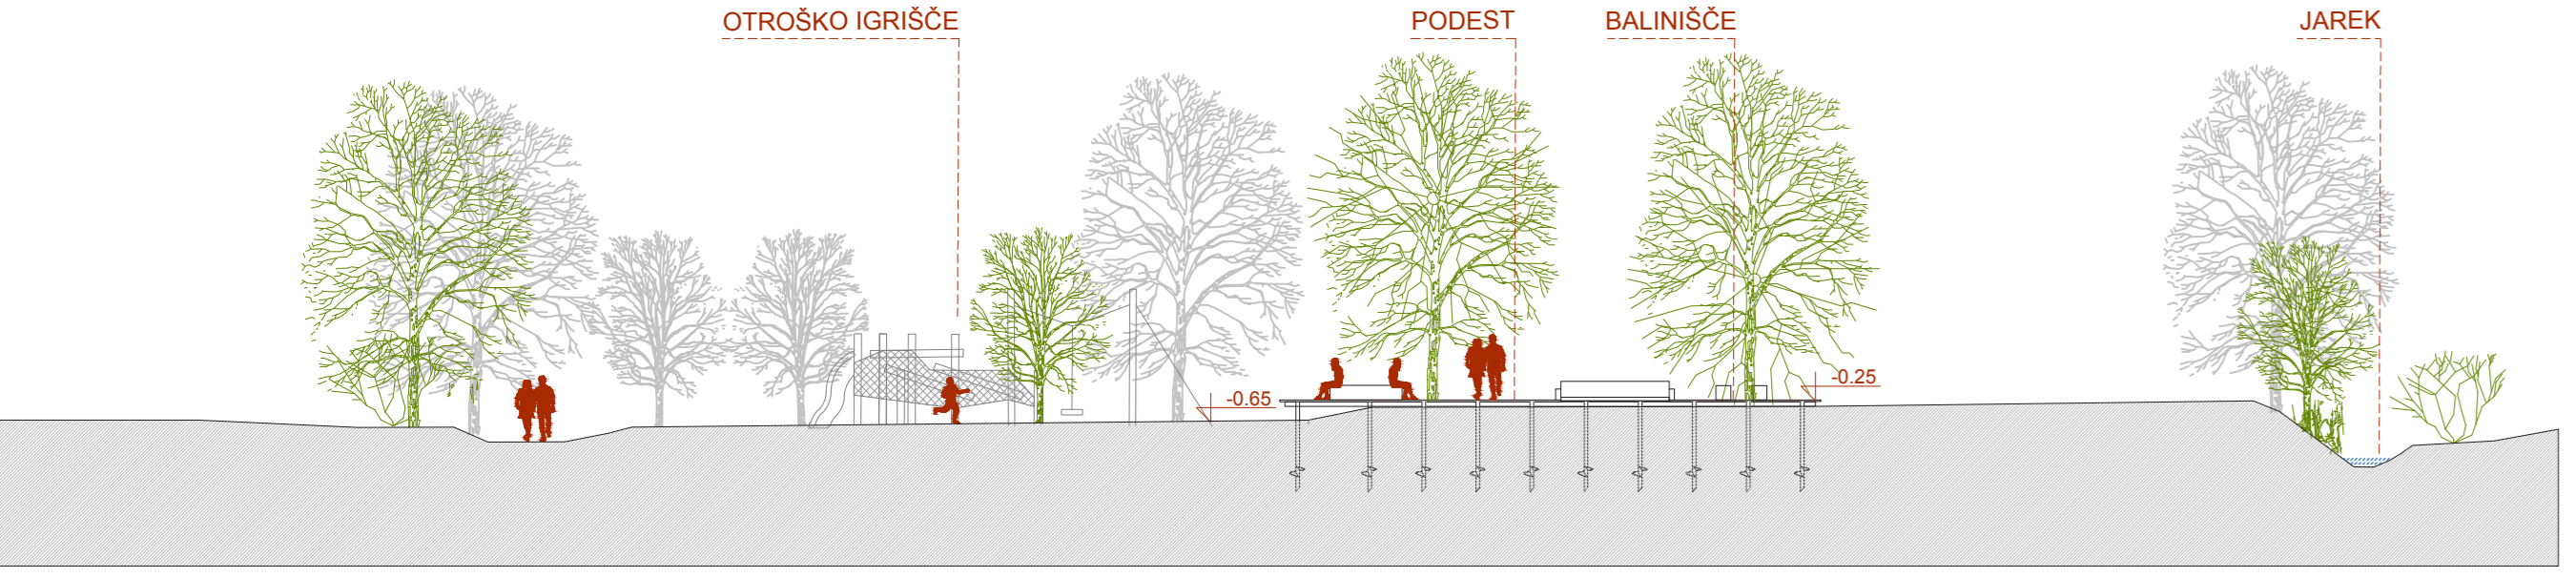 OTROŠKO IGRIŠČE
PODEST
BALINIŠČE
JAREK
-0.65
-0.25